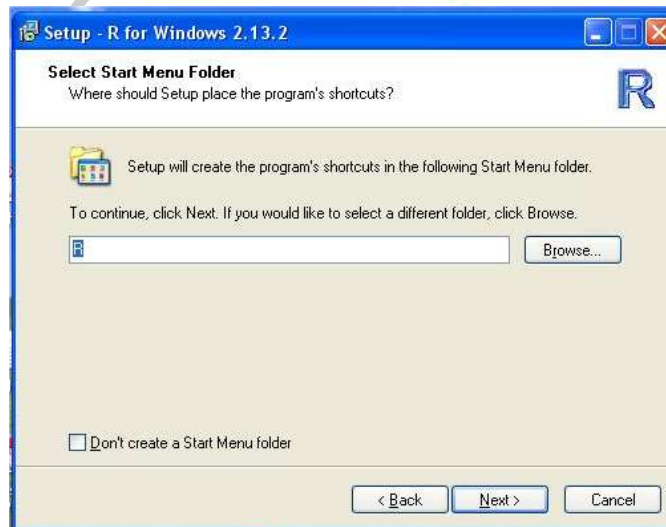 Setup - R for Windows 2.13.2
Select Start Menu Folder
Where should Setup place the program's shortcuts?
R
Setup will create the program's shortcuts in the following Start Menu folder.
To continue, click Next. If you would like to select a different folder, click Browse.
R
Browse...
Don't create a Start Menu folder
< Back
Next >
Cancel